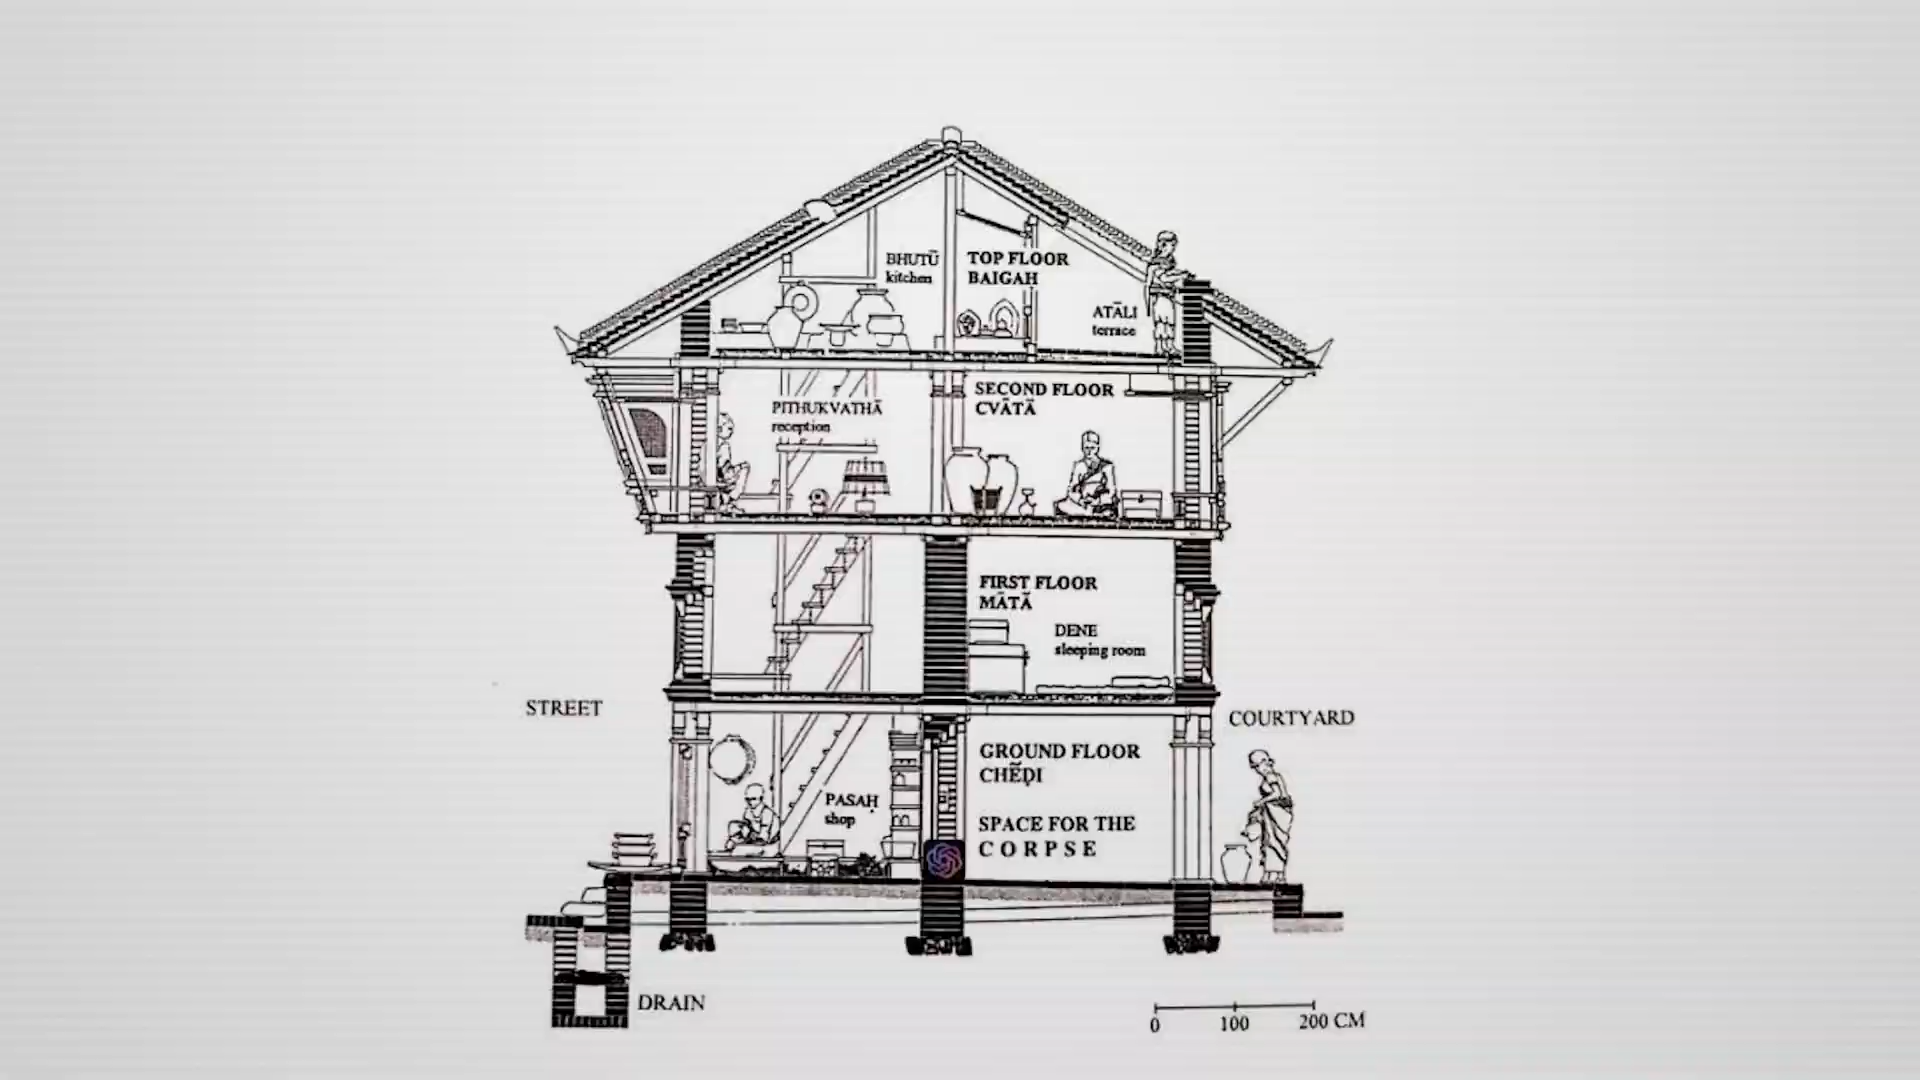 BHUTŪ
kitchen
TOP FLOOR
BAIGAH
ATĀLI
terrace
PITHUKVATHĀ
reception
SECOND FLOOR
CVĀTĀ
FIRST FLOOR
MĀTĀ
DENE
sleeping room
STREET
COURTYARD
GROUND FLOOR
CHẼḌI
PASAḤ
shop
SPACE FOR THE
CORPSE
DRAIN
0 100 200 CM